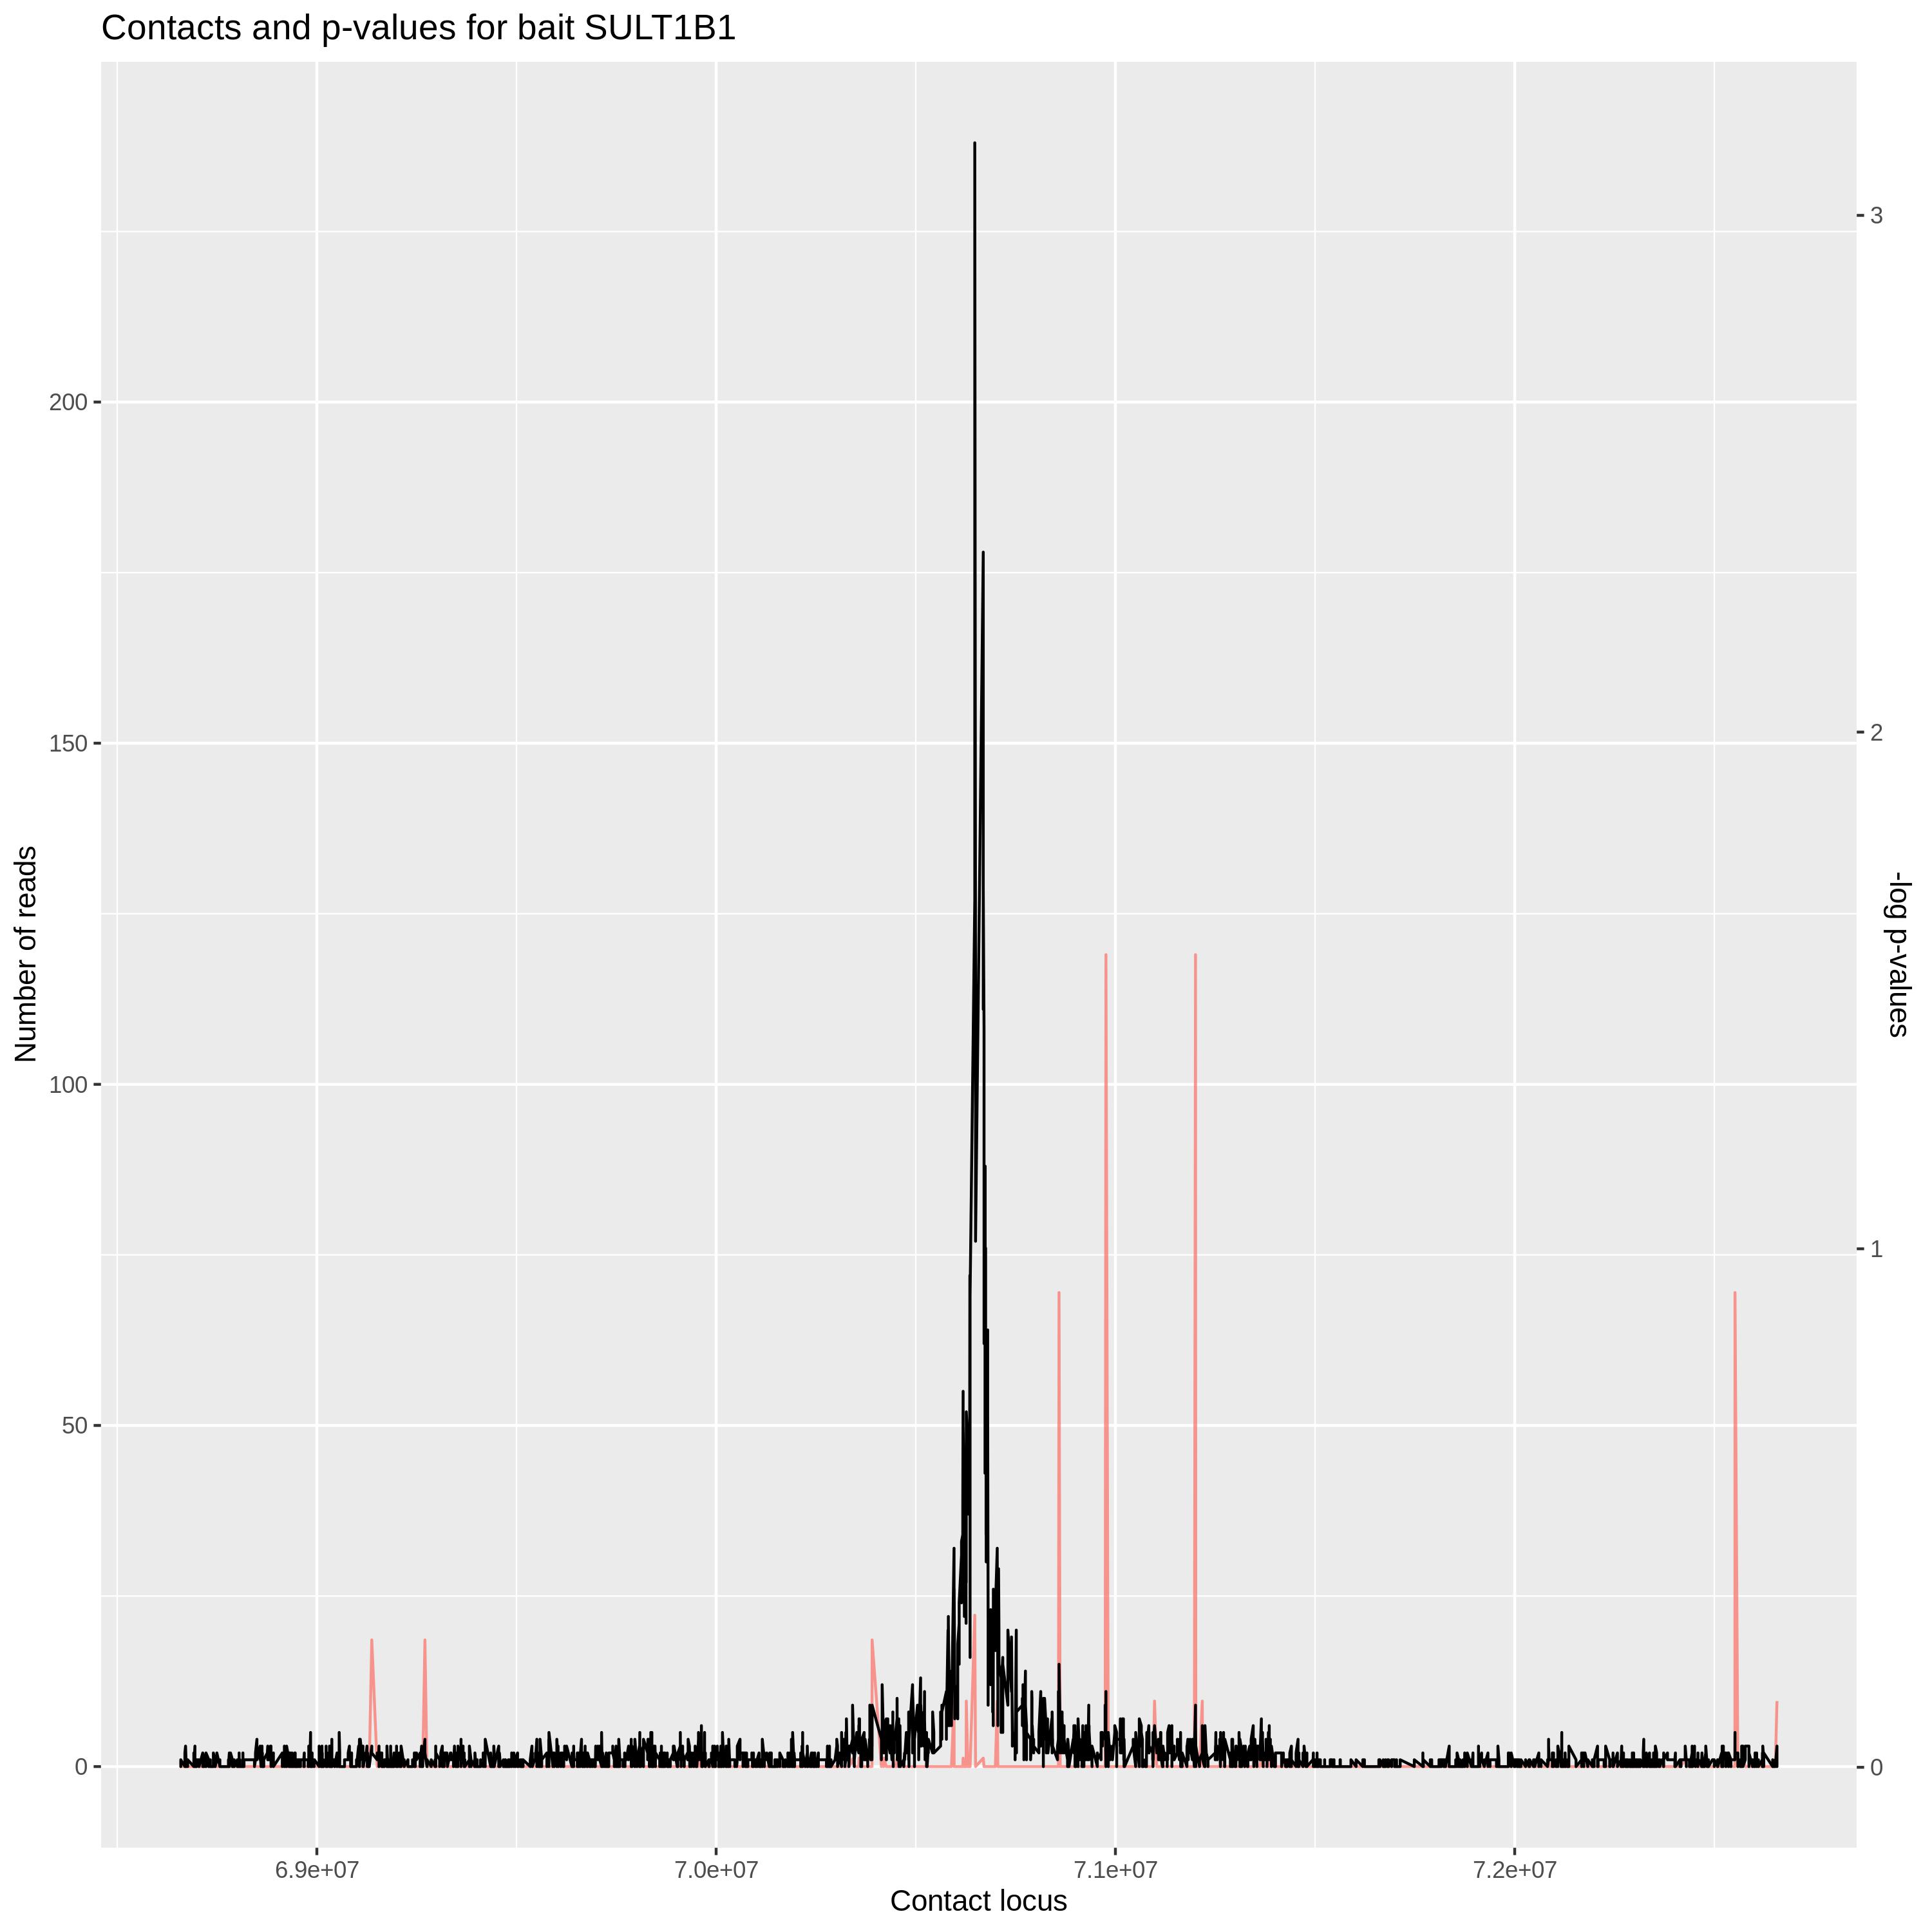 Contacts and p-values for bait SULT1B1
200
150
100
50
0
Number of reads
3
2
1
0
-log p-values
6.9e+07 7.0e+07 7.1e+07 7.2e+07
Contact locus